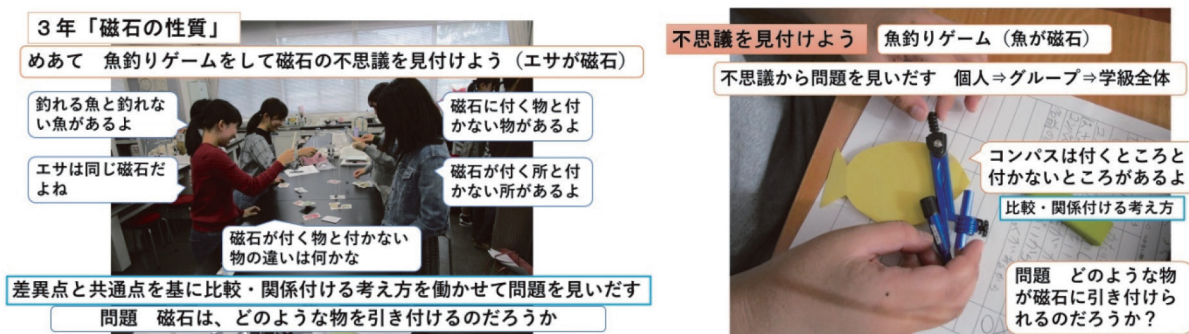 ３年「磁石の性質」
めあて　魚釣りゲームをして磁石の不思議を見付けよう（エサが磁石）
釣れる魚と釣れな
い魚があるよ
磁石に付く物と付
かない物があるよ
エサは同じ磁石だ
よね
磁石が付く所と付
かない所があるよ
磁石が付く物と付かない
物の違いは何かな
差異点と共通点を基に比較・関係付ける考え方を働かせて問題を見いだす
問題　磁石は、どのような物を引き付けるのだろうか
不思議を見付けよう
魚釣りゲーム（魚が磁石）
不思議から問題を見いだす　個人⇒グループ⇒学級全体
コンパスは付くところと
付かないところがあるよ
比較・関係付ける考え方
問題　どのような物
が磁石に引き付けら
れるのだろうか？